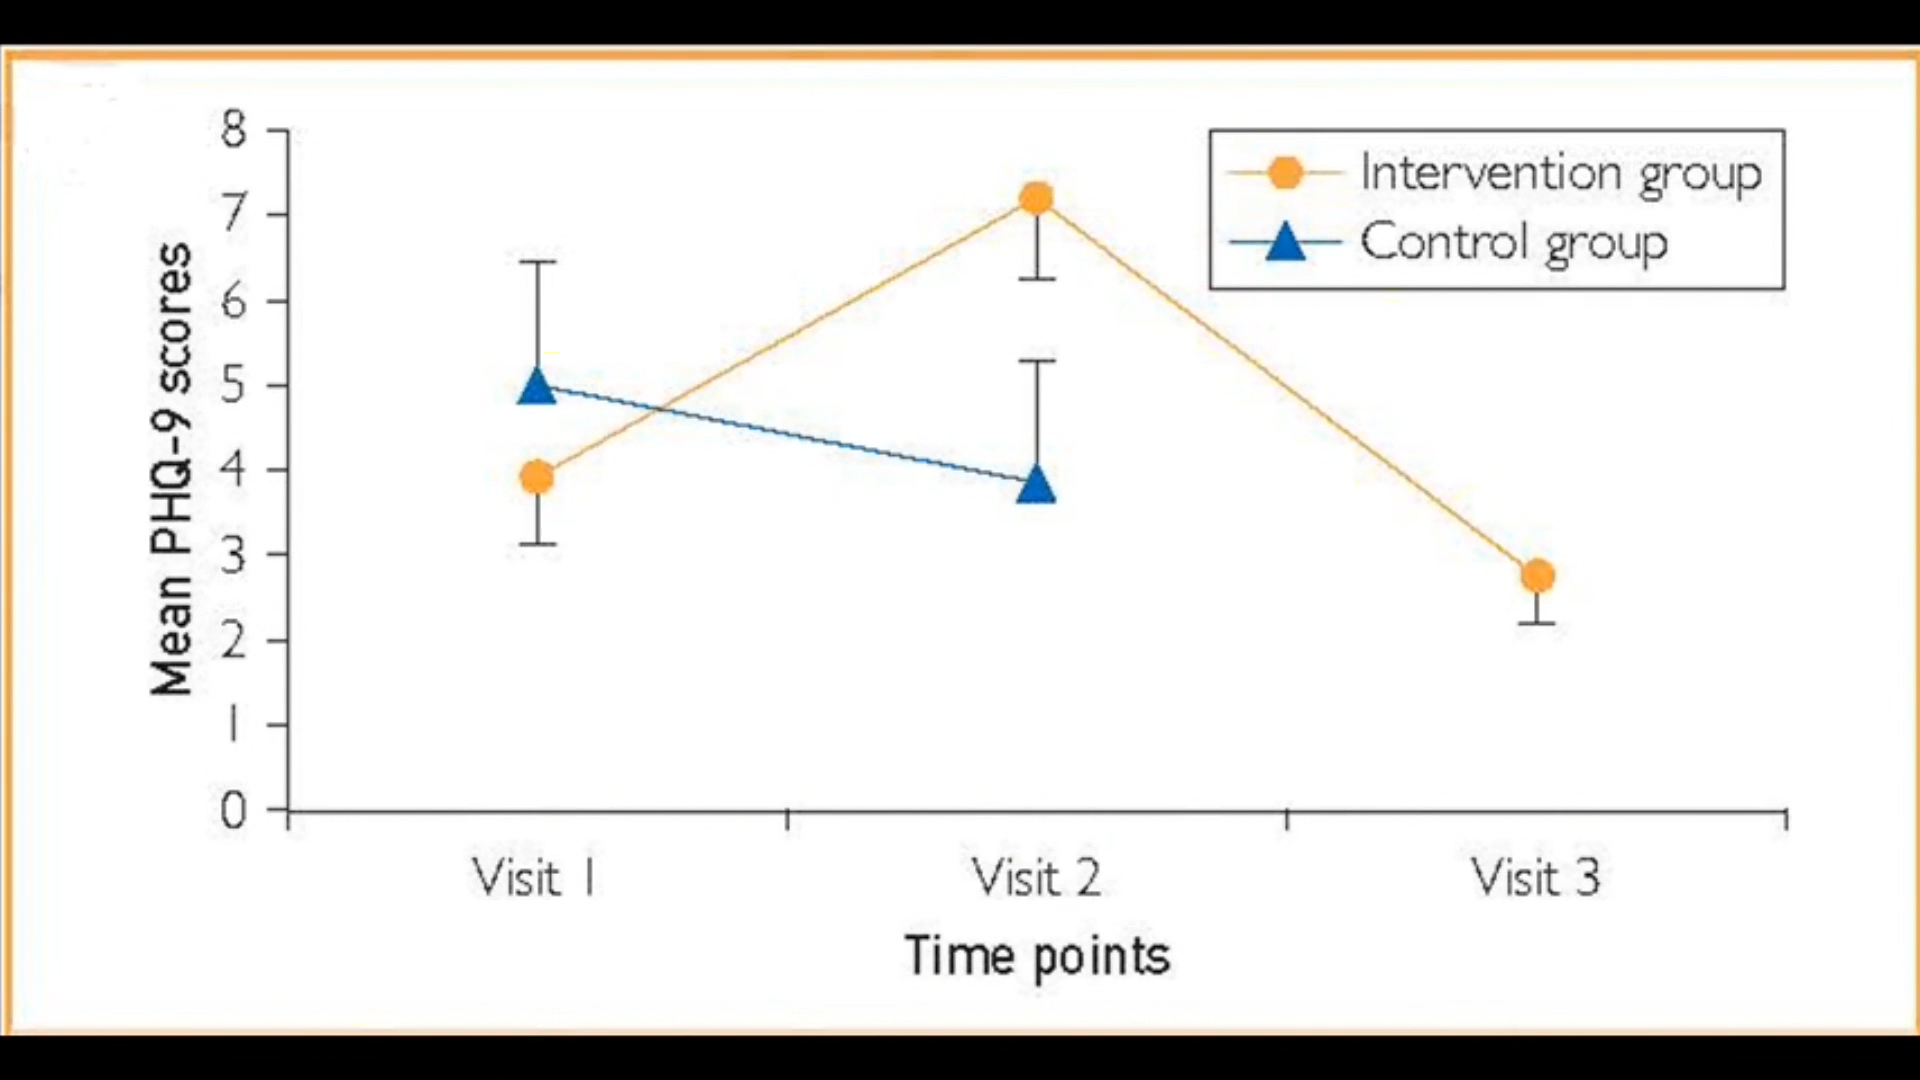 8
7
6
5
4
3
2
1
0
Mean PHQ-9 scores
Intervention group
Control group
Visit 1
Visit 2
Visit 3
Time points